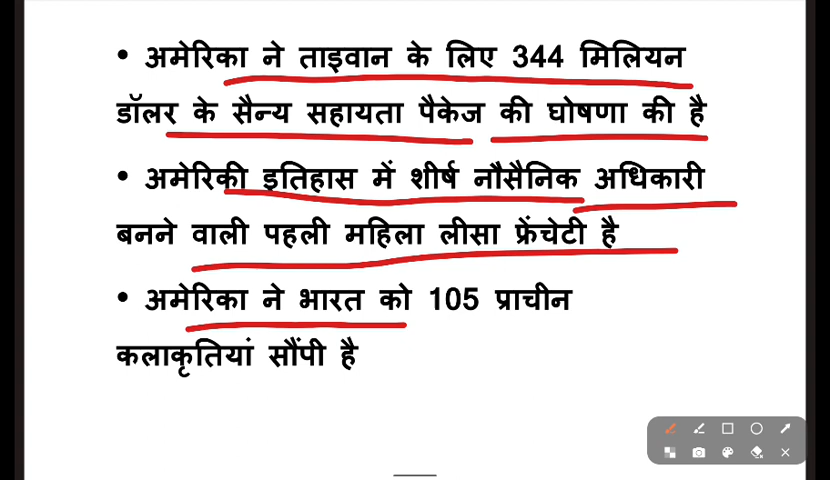 • अमेरिका ने ताइवान के लिए 344 मिलियन
डॉलर के सैन्य सहायता पैकेज की घोषणा की है
• अमेरिकी इतिहास में शीर्ष नौसैनिक अधिकारी
बनने वाली पहली महिला लीसा फ्रेंचेटी है
• अमेरिका ने भारत को 105 प्राचीन
कलाकृतियां सौंपी है